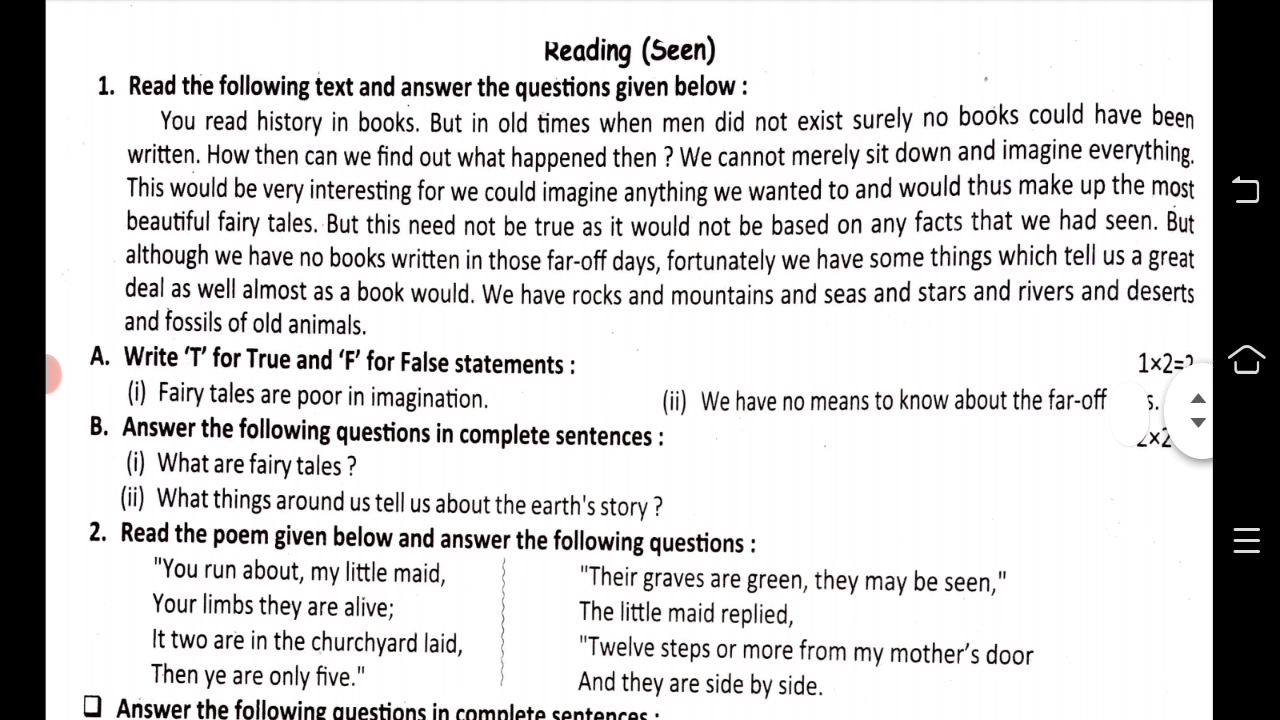 Reading (Seen)
1. Read the following text and answer the questions given below :
You read history in books. But in old times when men did not exist surely no books could have been
written. How then can we find out what happened then ? We cannot merely sit down and imagine everything.
This would be very interesting for we could imagine anything we wanted to and would thus make up the most
beautiful fairy tales. But this need not be true as it would not be based on any facts that we had seen. But
although we have no books written in those far-off days, fortunately we have some things which tell us a great
deal as well almost as a book would. We have rocks and mountains and seas and stars and rivers and deserts
and fossils of old animals.
A. Write ‘T’ for True and ‘F’ for False statements : 1×2=
(i) Fairy tales are poor in imagination. (ii) We have no means to know about the far-off
B. Answer the following questions in complete sentences :
(i) What are fairy tales ?
(ii) What things around us tell us about the earth's story ?
2. Read the poem given below and answer the following questions :
"You run about, my little maid,
Your limbs they are alive;
It two are in the churchyard laid,
Then ye are only five."
"Their graves are green, they may be seen,"
The little maid replied,
"Twelve steps or more from my mother’s door
And they are side by side.
❑ Answer the following questions in complete sentences :